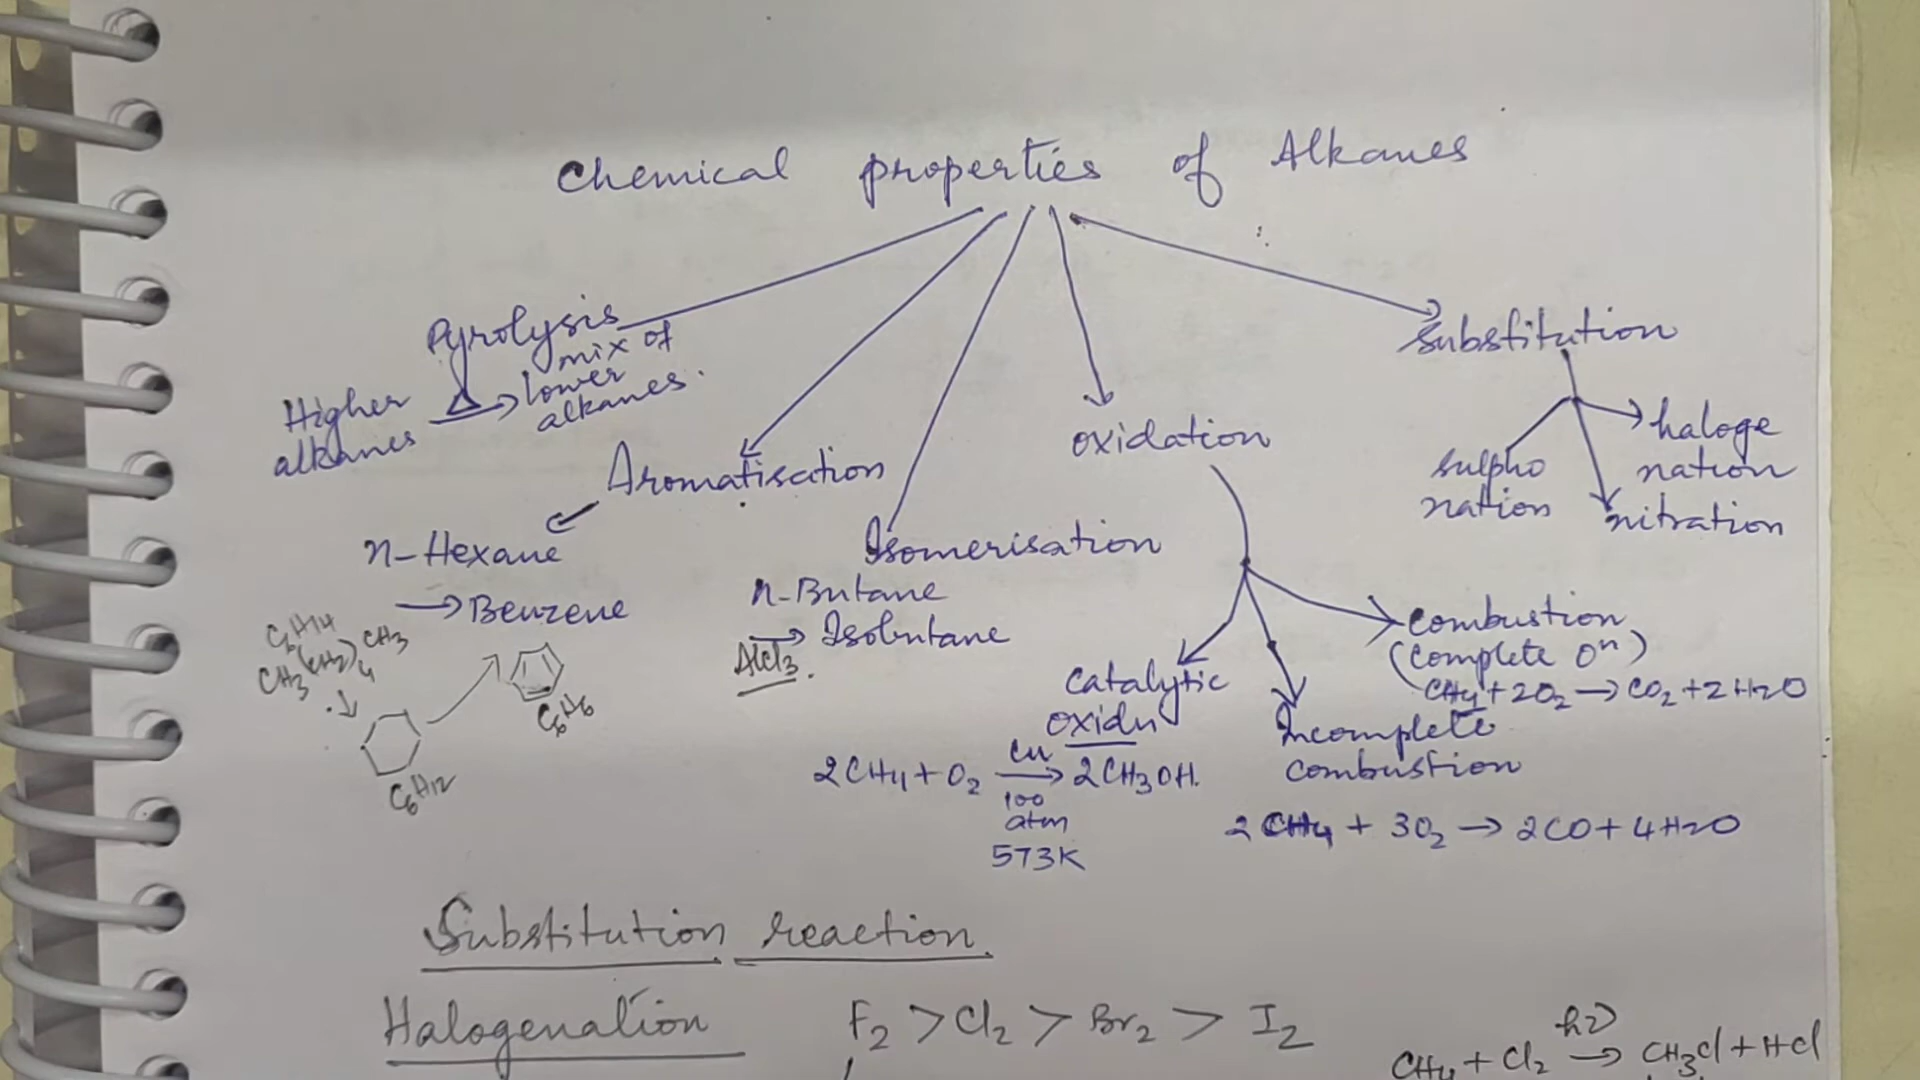 Chemical properties of Alkanes
Pyrolysis
Higher alkanes △→ mix of lower alkanes.
Aromatisation
n-Hexane
→ Benzene
C6H14
CH3(CH2)4CH3
C6H12
C6H6
Isomerisation
n-Butane
→ Isobutane
AlCl3.
oxidation
Catalytic
oxidn
2CH4 + O2 Cu→ 2CH3OH.
100
atm
573K
Incomplete
combustion
2CH4 + 3O2 → 2CO + 4H2O
Combustion
(Complete On)
CH4 + 2O2 → CO2 + 2H2O
Substitution
sulpho
nation
haloge
nation
nitration
Substitution reaction.
Halogenation F2 > Cl2 > Br2 > I2
CH4 + Cl2 hν→ CH3Cl + HCl